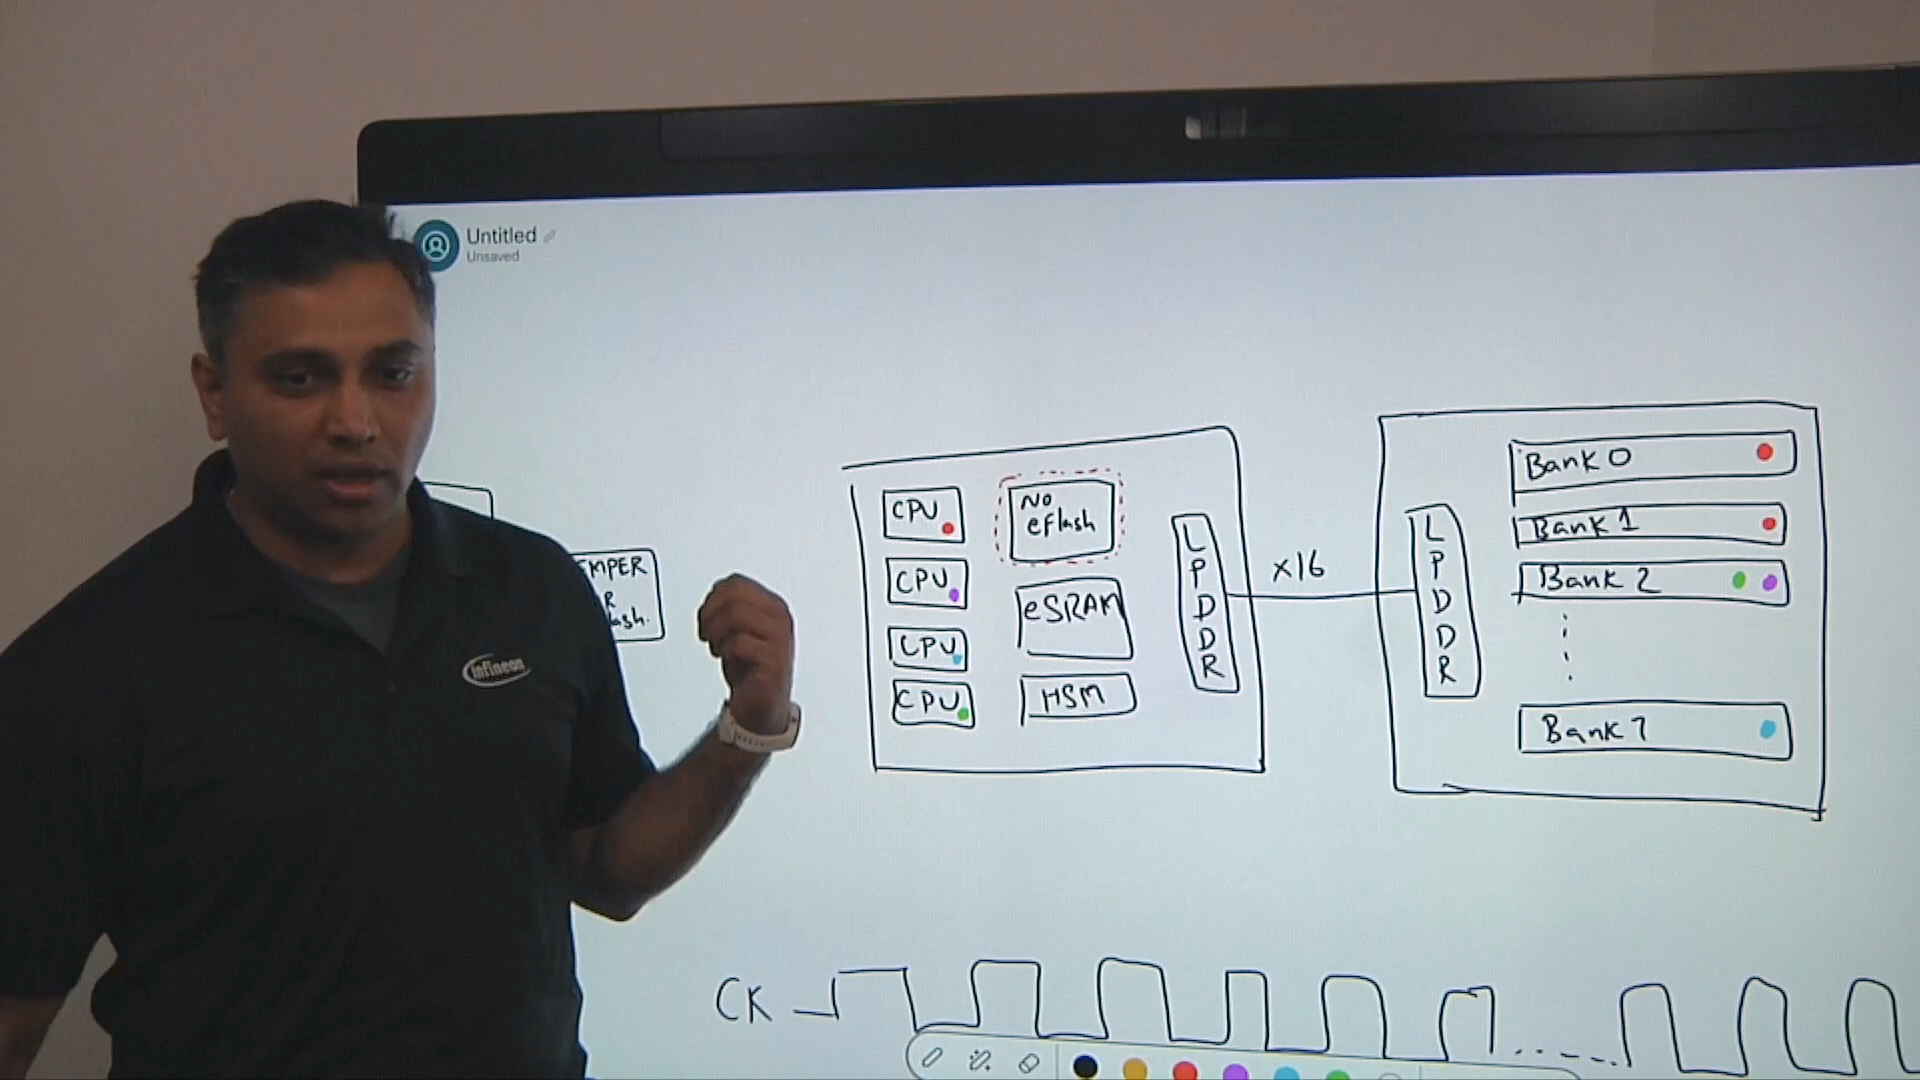 Untitled
Unsaved
infineon
CPU
CPU
CPU
CPU
No
eFlash
eSRAM
HSM
LPDDR
x16
LPDDR
Bank 0
Bank 1
Bank 2
Bank 7
CK